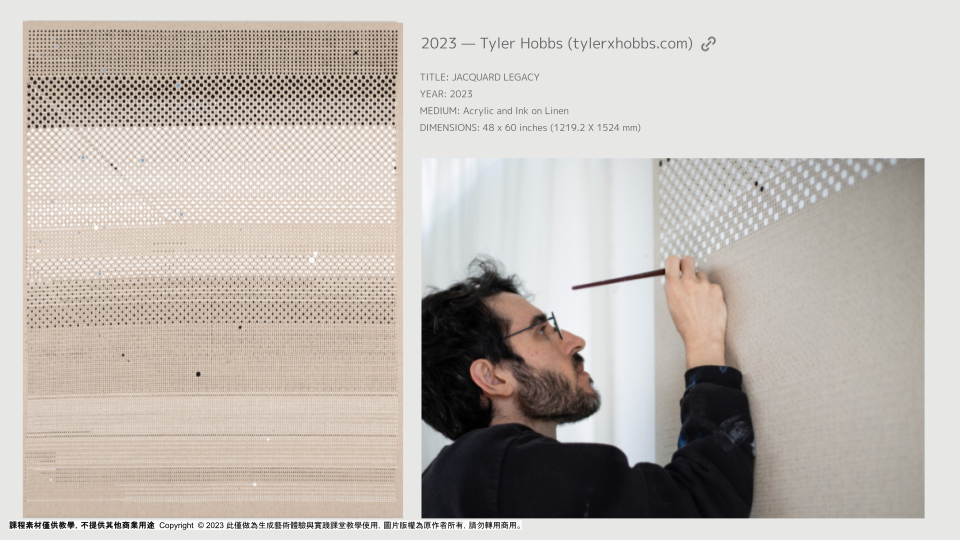 2023 — Tyler Hobbs (tylerxhobbs.com)
TITLE: JACQUARD LEGACY
YEAR: 2023
MEDIUM: Acrylic and Ink on Linen
DIMENSIONS: 48 x 60 inches (1219.2 X 1524 mm)
課程素材僅供教學，不提供其他商業用途 Copyright © 2023 此僅做為生成藝術體驗與實踐課堂教學使用，圖片版權為原作者所有，請勿轉用商用。